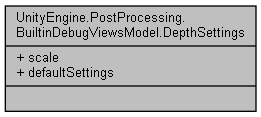 UnityEngine.PostProcessing.
BuiltinDebugViewsModel.DepthSettings
+ scale
+ defaultSettings